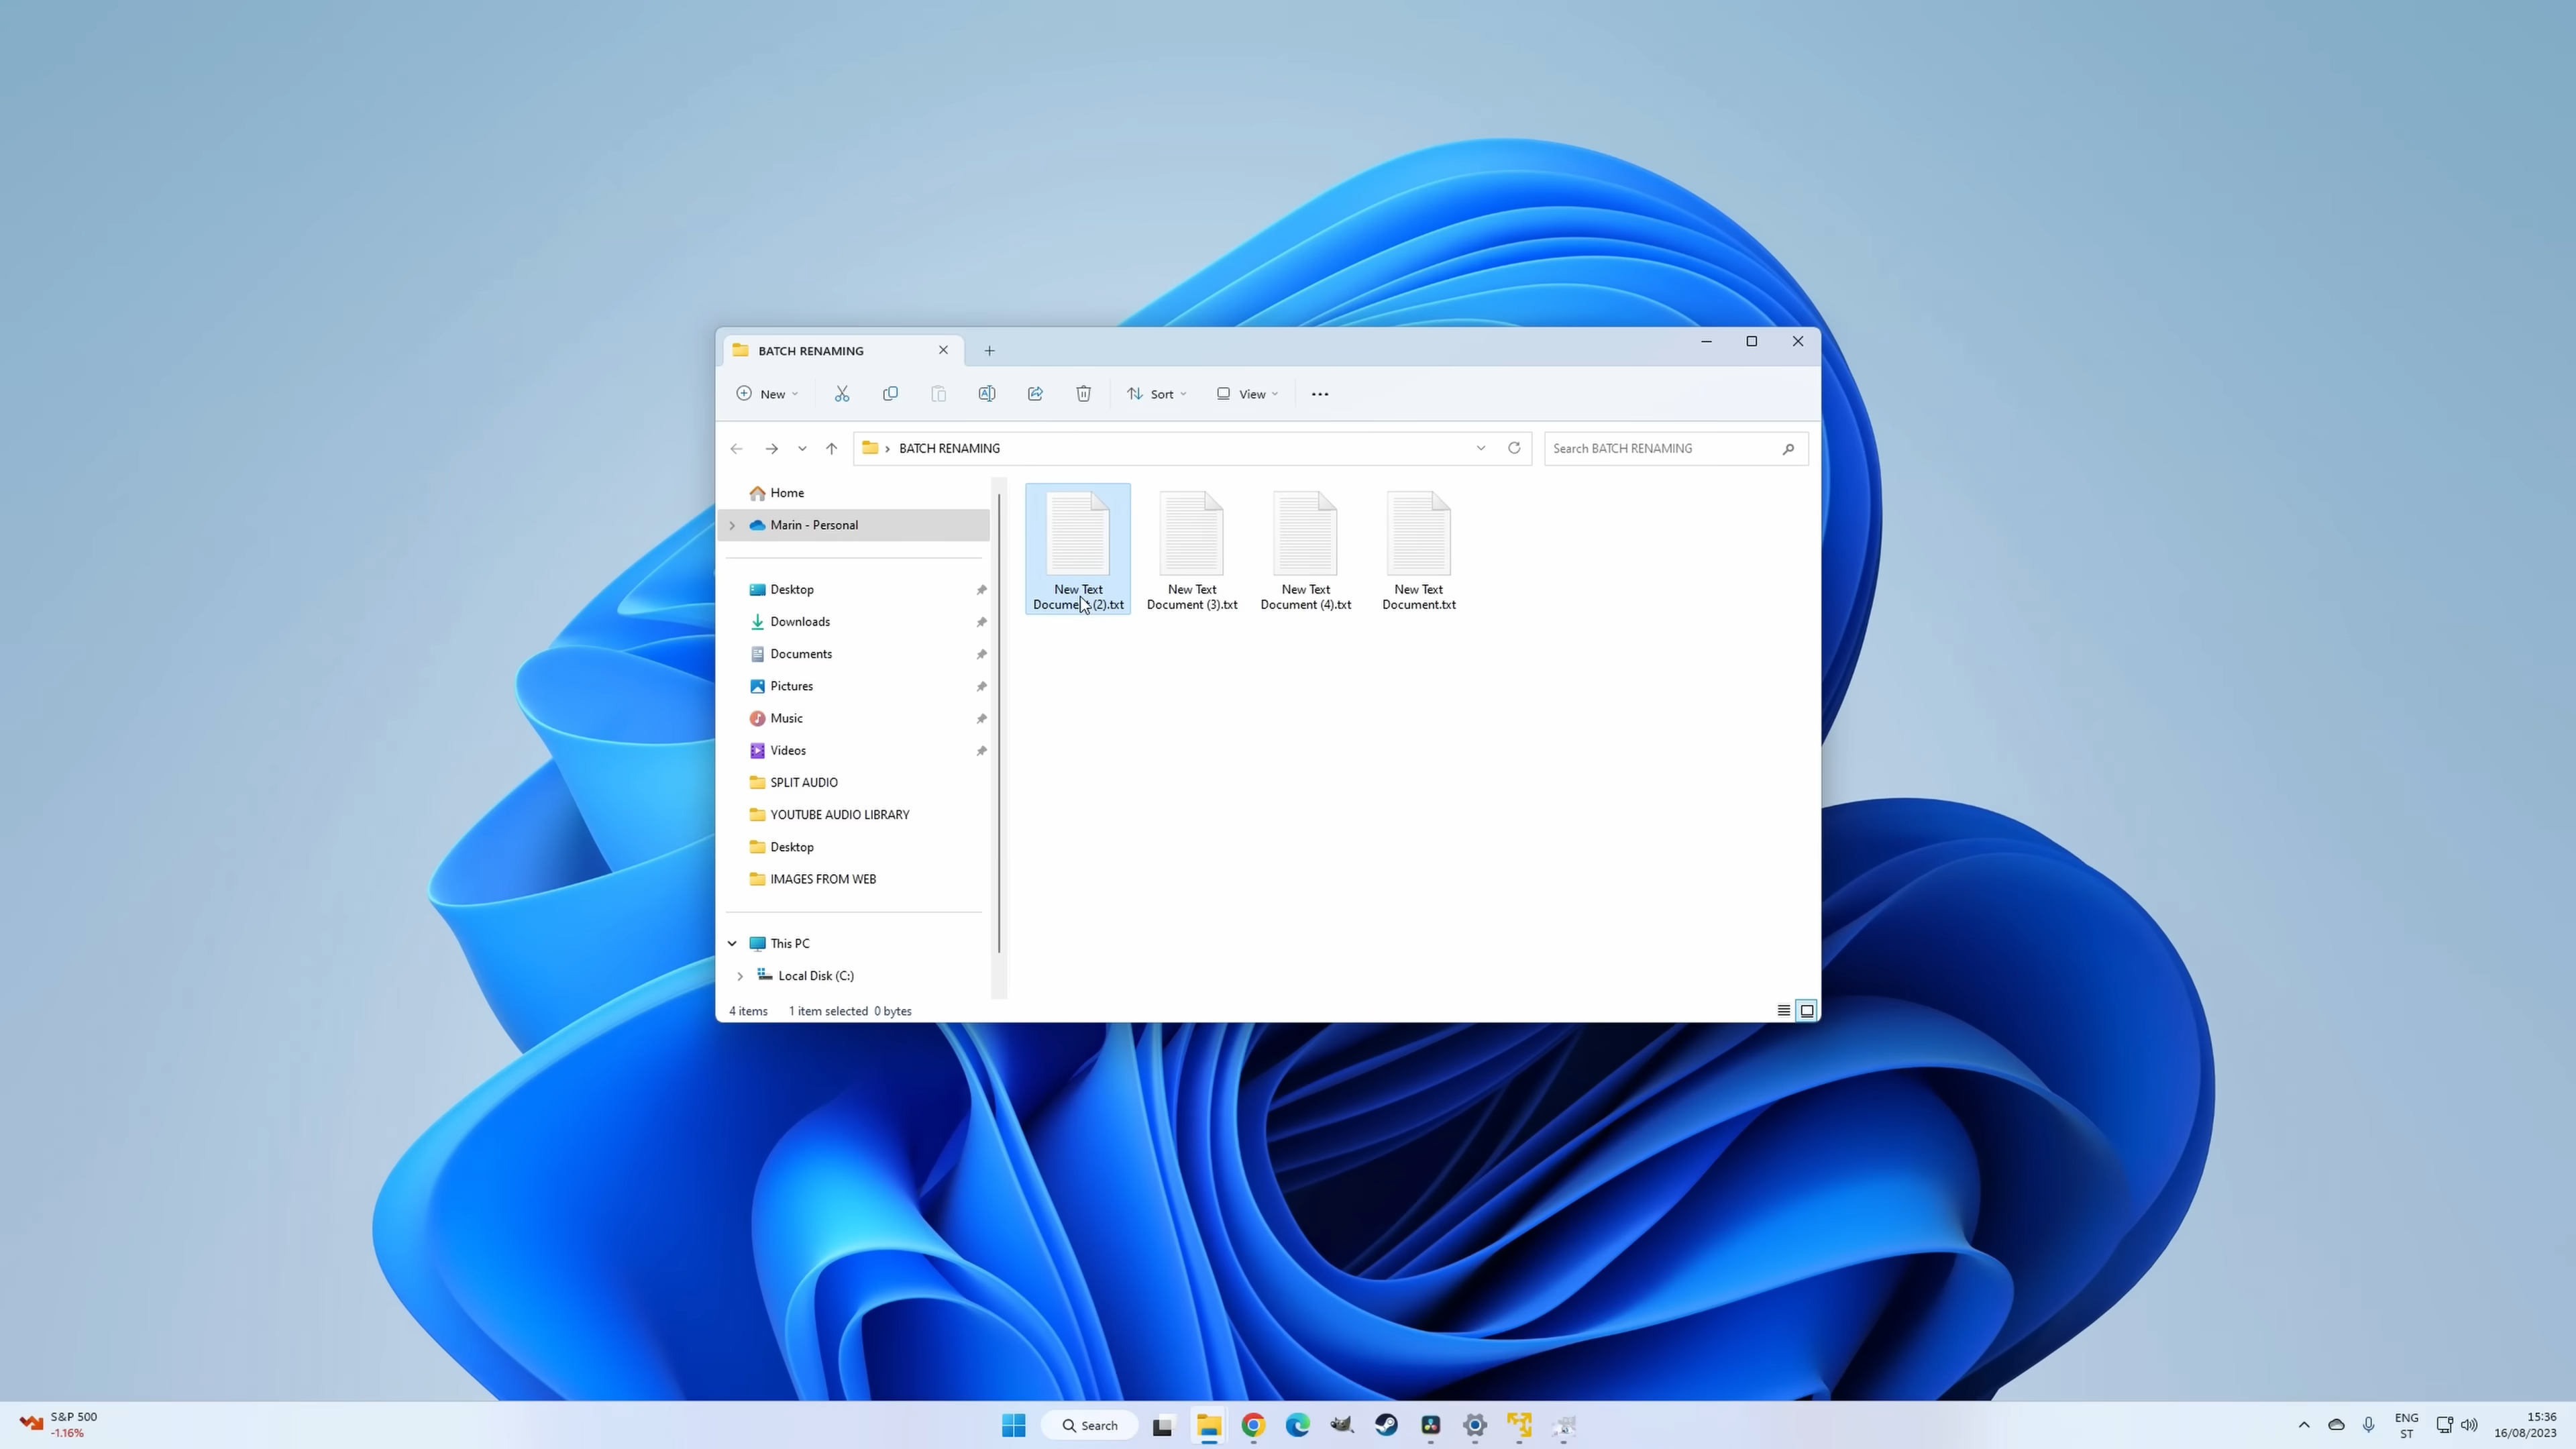 BATCH RENAMING
New
Sort
View
BATCH RENAMING
Search BATCH RENAMING
Home
Marin - Personal
Desktop
Downloads
Documents
Pictures
Music
Videos
SPLIT AUDIO
YOUTUBE AUDIO LIBRARY
Desktop
IMAGES FROM WEB
This PC
Local Disk (C:)
New Text
(2).txt
New Text
Document (3).txt
New Text
Document (4).txt
New Text
Document.txt
4 items 1 item selected 0 bytes
S&P 500
-1.16%
Search
ENG
ST
15:36
16/08/2023